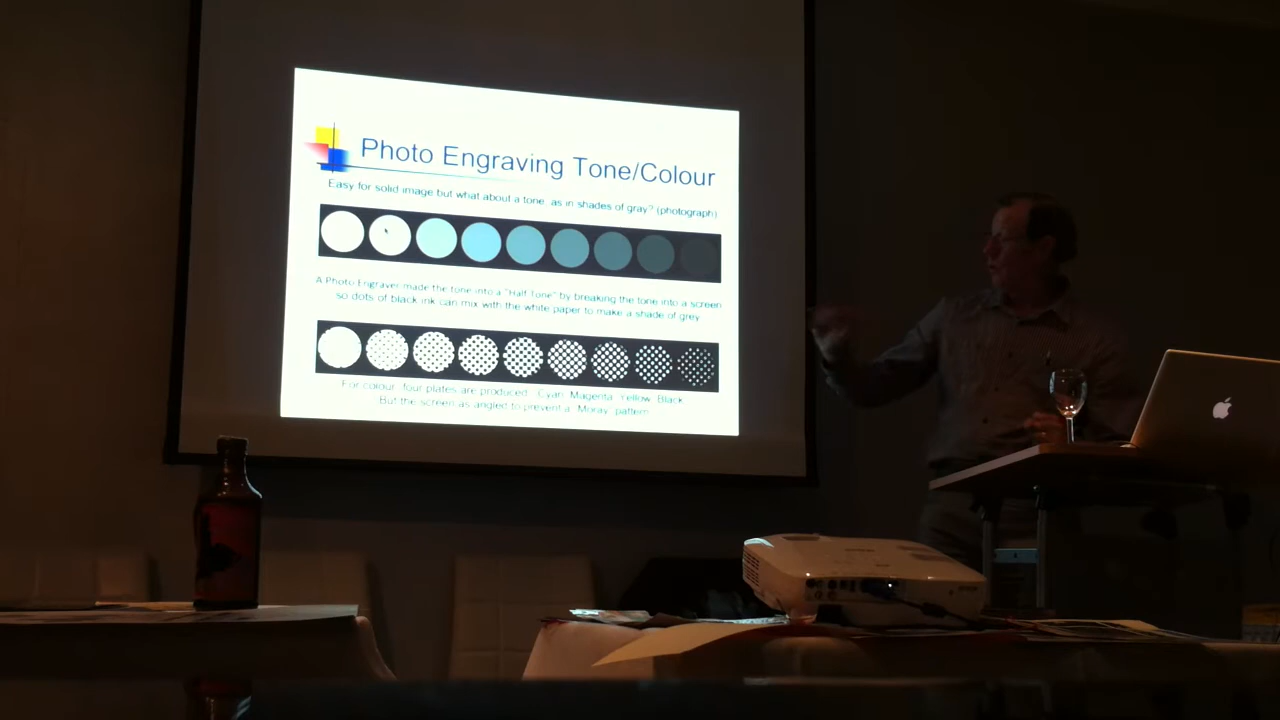 Photo Engraving Tone/Colour
Easy for solid image but what about a tone, as in shades of gray? (photograph)
A Photo Engraver made the tone into a "Half Tone" by breaking the tone into a screen
so dots of black ink can mix with the white paper to make a shade of grey
For colour, four plates are produced. Cyan, Magenta, Yellow, Black
But the screen as angled to prevent a Moray pattern